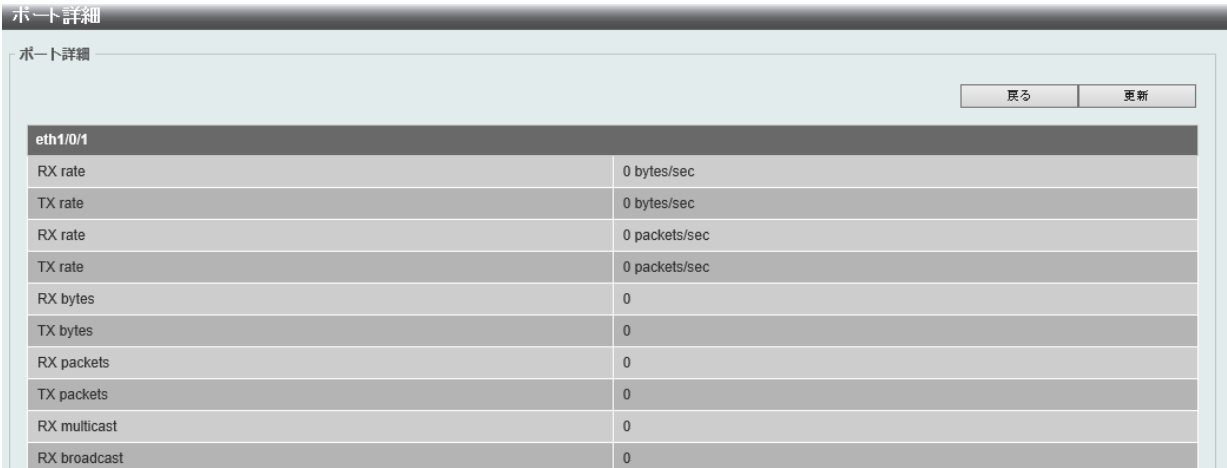 ポート詳細
ポート詳細
戻る 更新
eth1/0/1
RX rate 0 bytes/sec
TX rate 0 bytes/sec
RX rate 0 packets/sec
TX rate 0 packets/sec
RX bytes 0
TX bytes 0
RX packets 0
TX packets 0
RX multicast 0
RX broadcast 0